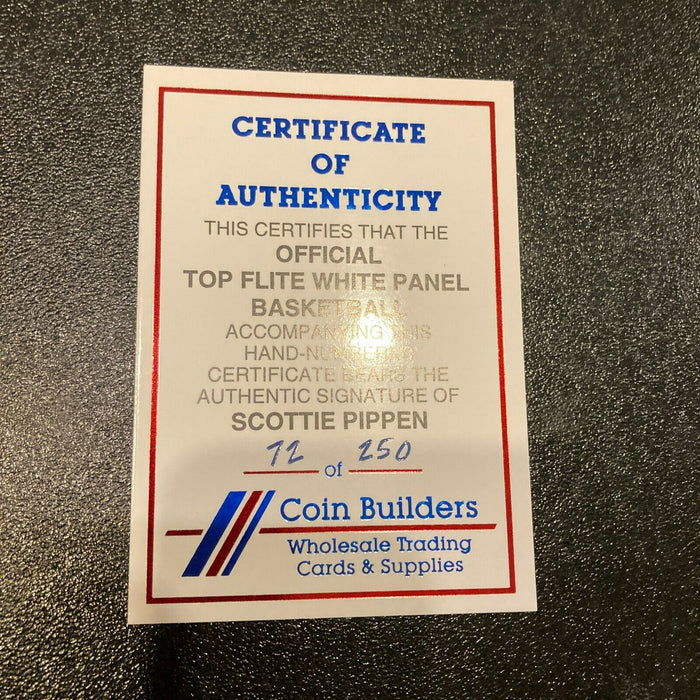 CERTIFICATE
OF
AUTHENTICITY
THIS CERTIFIES THAT THE
OFFICIAL
TOP FLITE WHITE PANEL
BASKETBALL
ACCOMPANYING THIS
HAND-NUMBERED
CERTIFICATE BEARS THE
AUTHENTIC SIGNATURE OF
SCOTTIE PIPPEN
72 of 250
Coin Builders
Wholesale Trading
Cards & Supplies